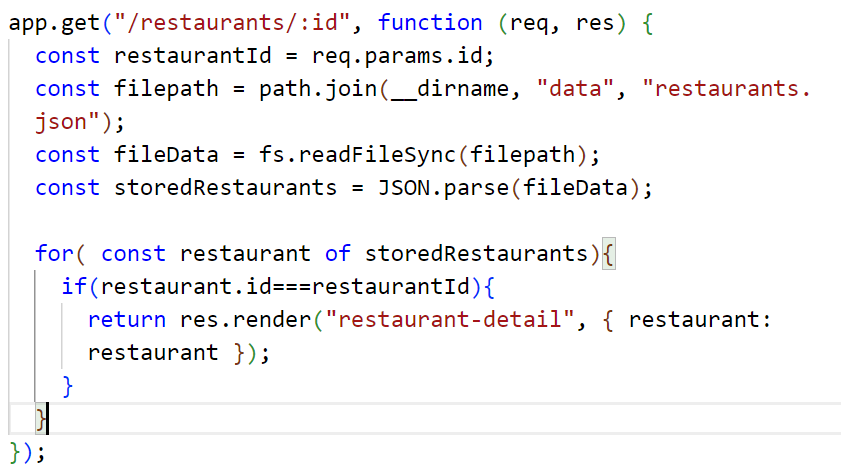 app.get("/restaurants/:id", function (req, res) {
  const restaurantId = req.params.id;
  const filepath = path.join(__dirname, "data", "restaurants.
  json");
  const fileData = fs.readFileSync(filepath);
  const storedRestaurants = JSON.parse(fileData);

  for( const restaurant of storedRestaurants){
    if(restaurant.id===restaurantId){
      return res.render("restaurant-detail", { restaurant:
      restaurant });
    }
  }
});